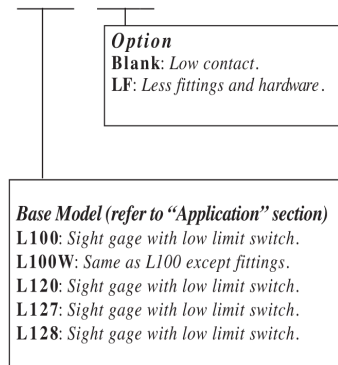 Option
Blank: Low contact.
LF: Less fittings and hardware.
Base Model (refer to “Application” section)
L100: Sight gage with low limit switch.
L100W: Same as L100 except fittings.
L120: Sight gage with low limit switch.
L127: Sight gage with low limit switch.
L128: Sight gage with low limit switch.